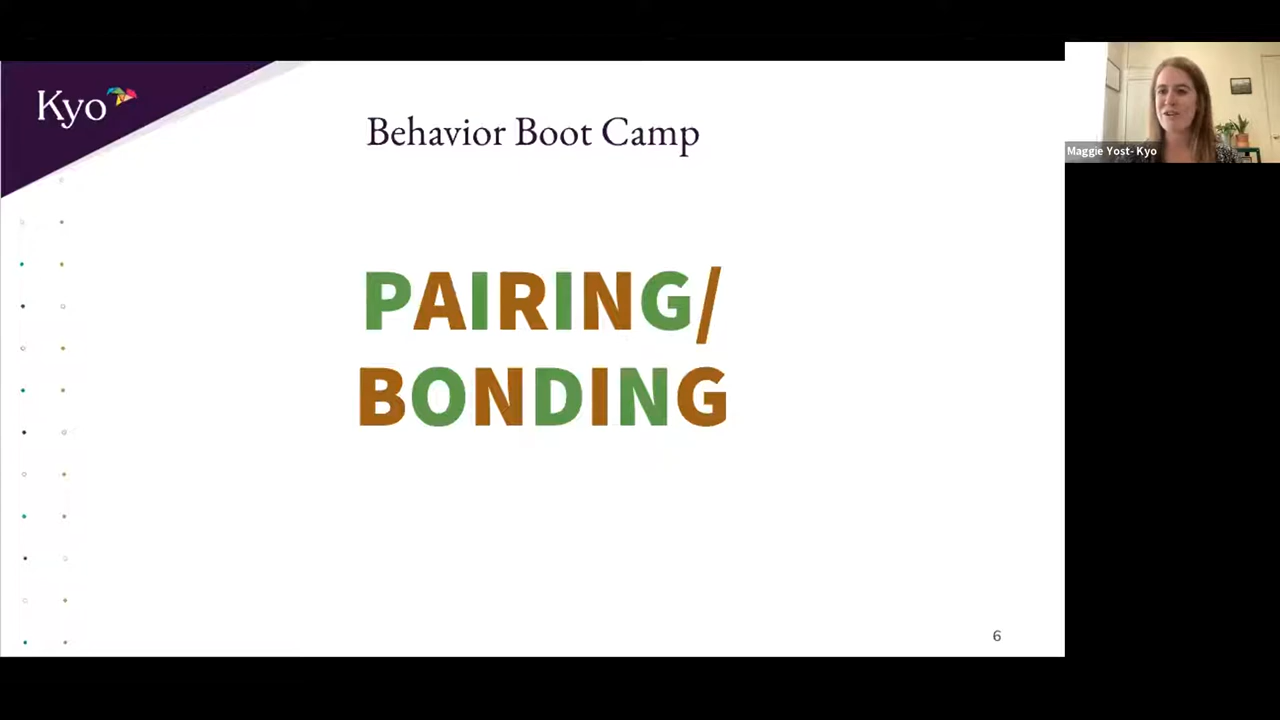 Kyo
Behavior Boot Camp
PAIRING/
BONDING
6
Maggie Yost- Kyo